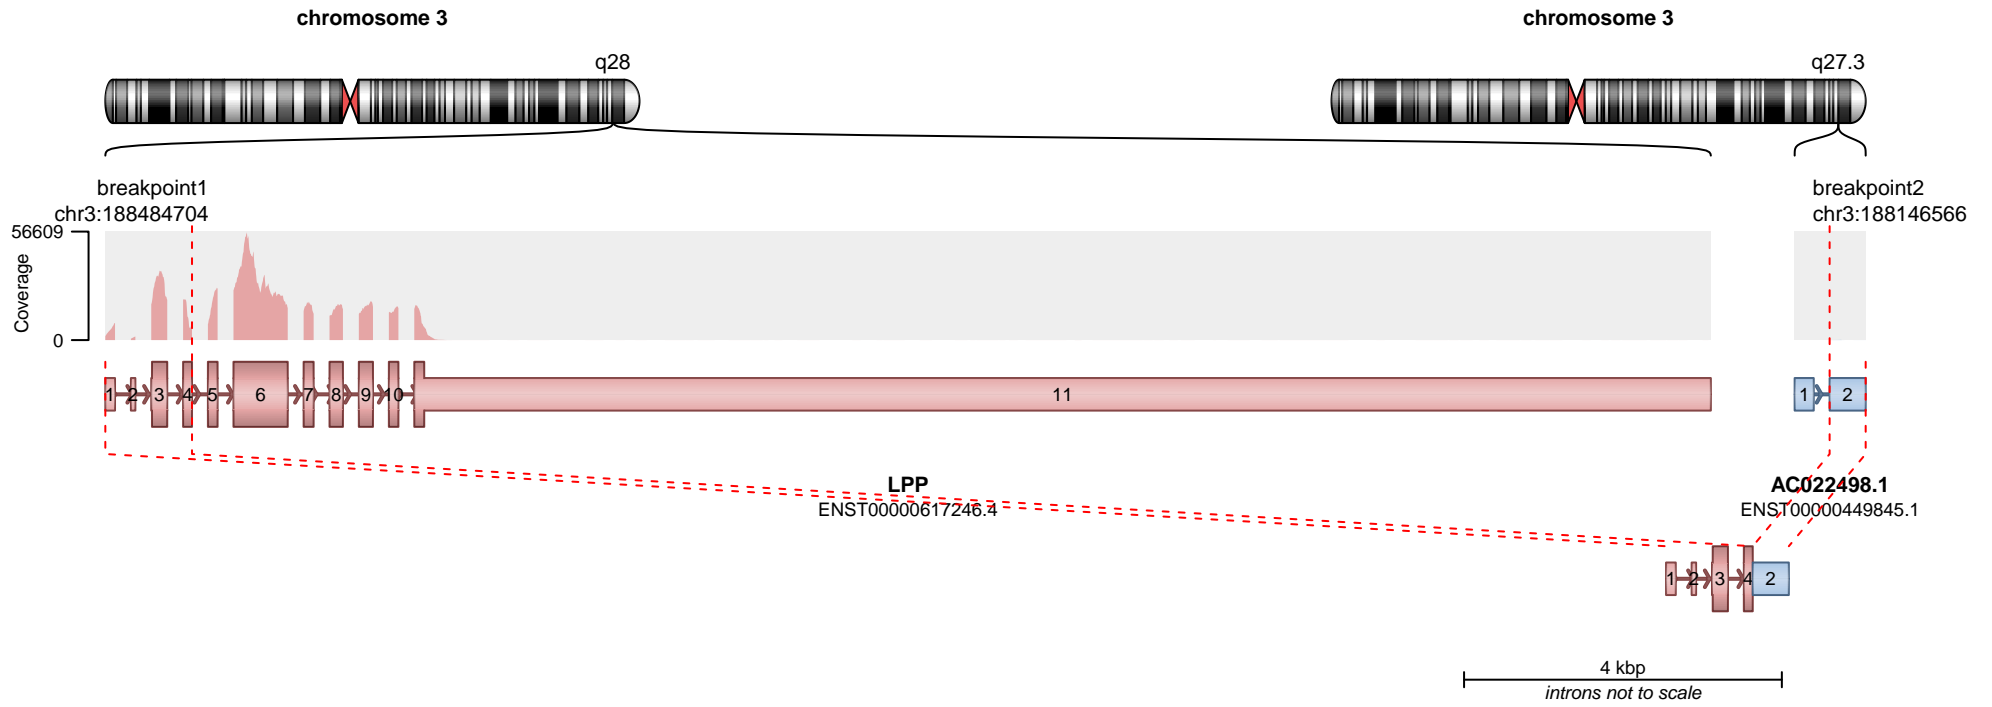 chromosome 3
chromosome 3
q28
q27.3
breakpoint1
chr3:188484704
breakpoint2
chr3:188146566
56609
Coverage
0
1 2 3 4 5 6 7 8 9 10 11
1 2
LPP
ENST00000617246.4
AC022498.1
ENST00000449845.1
1 2 3 4 2
4 kbp
introns not to scale